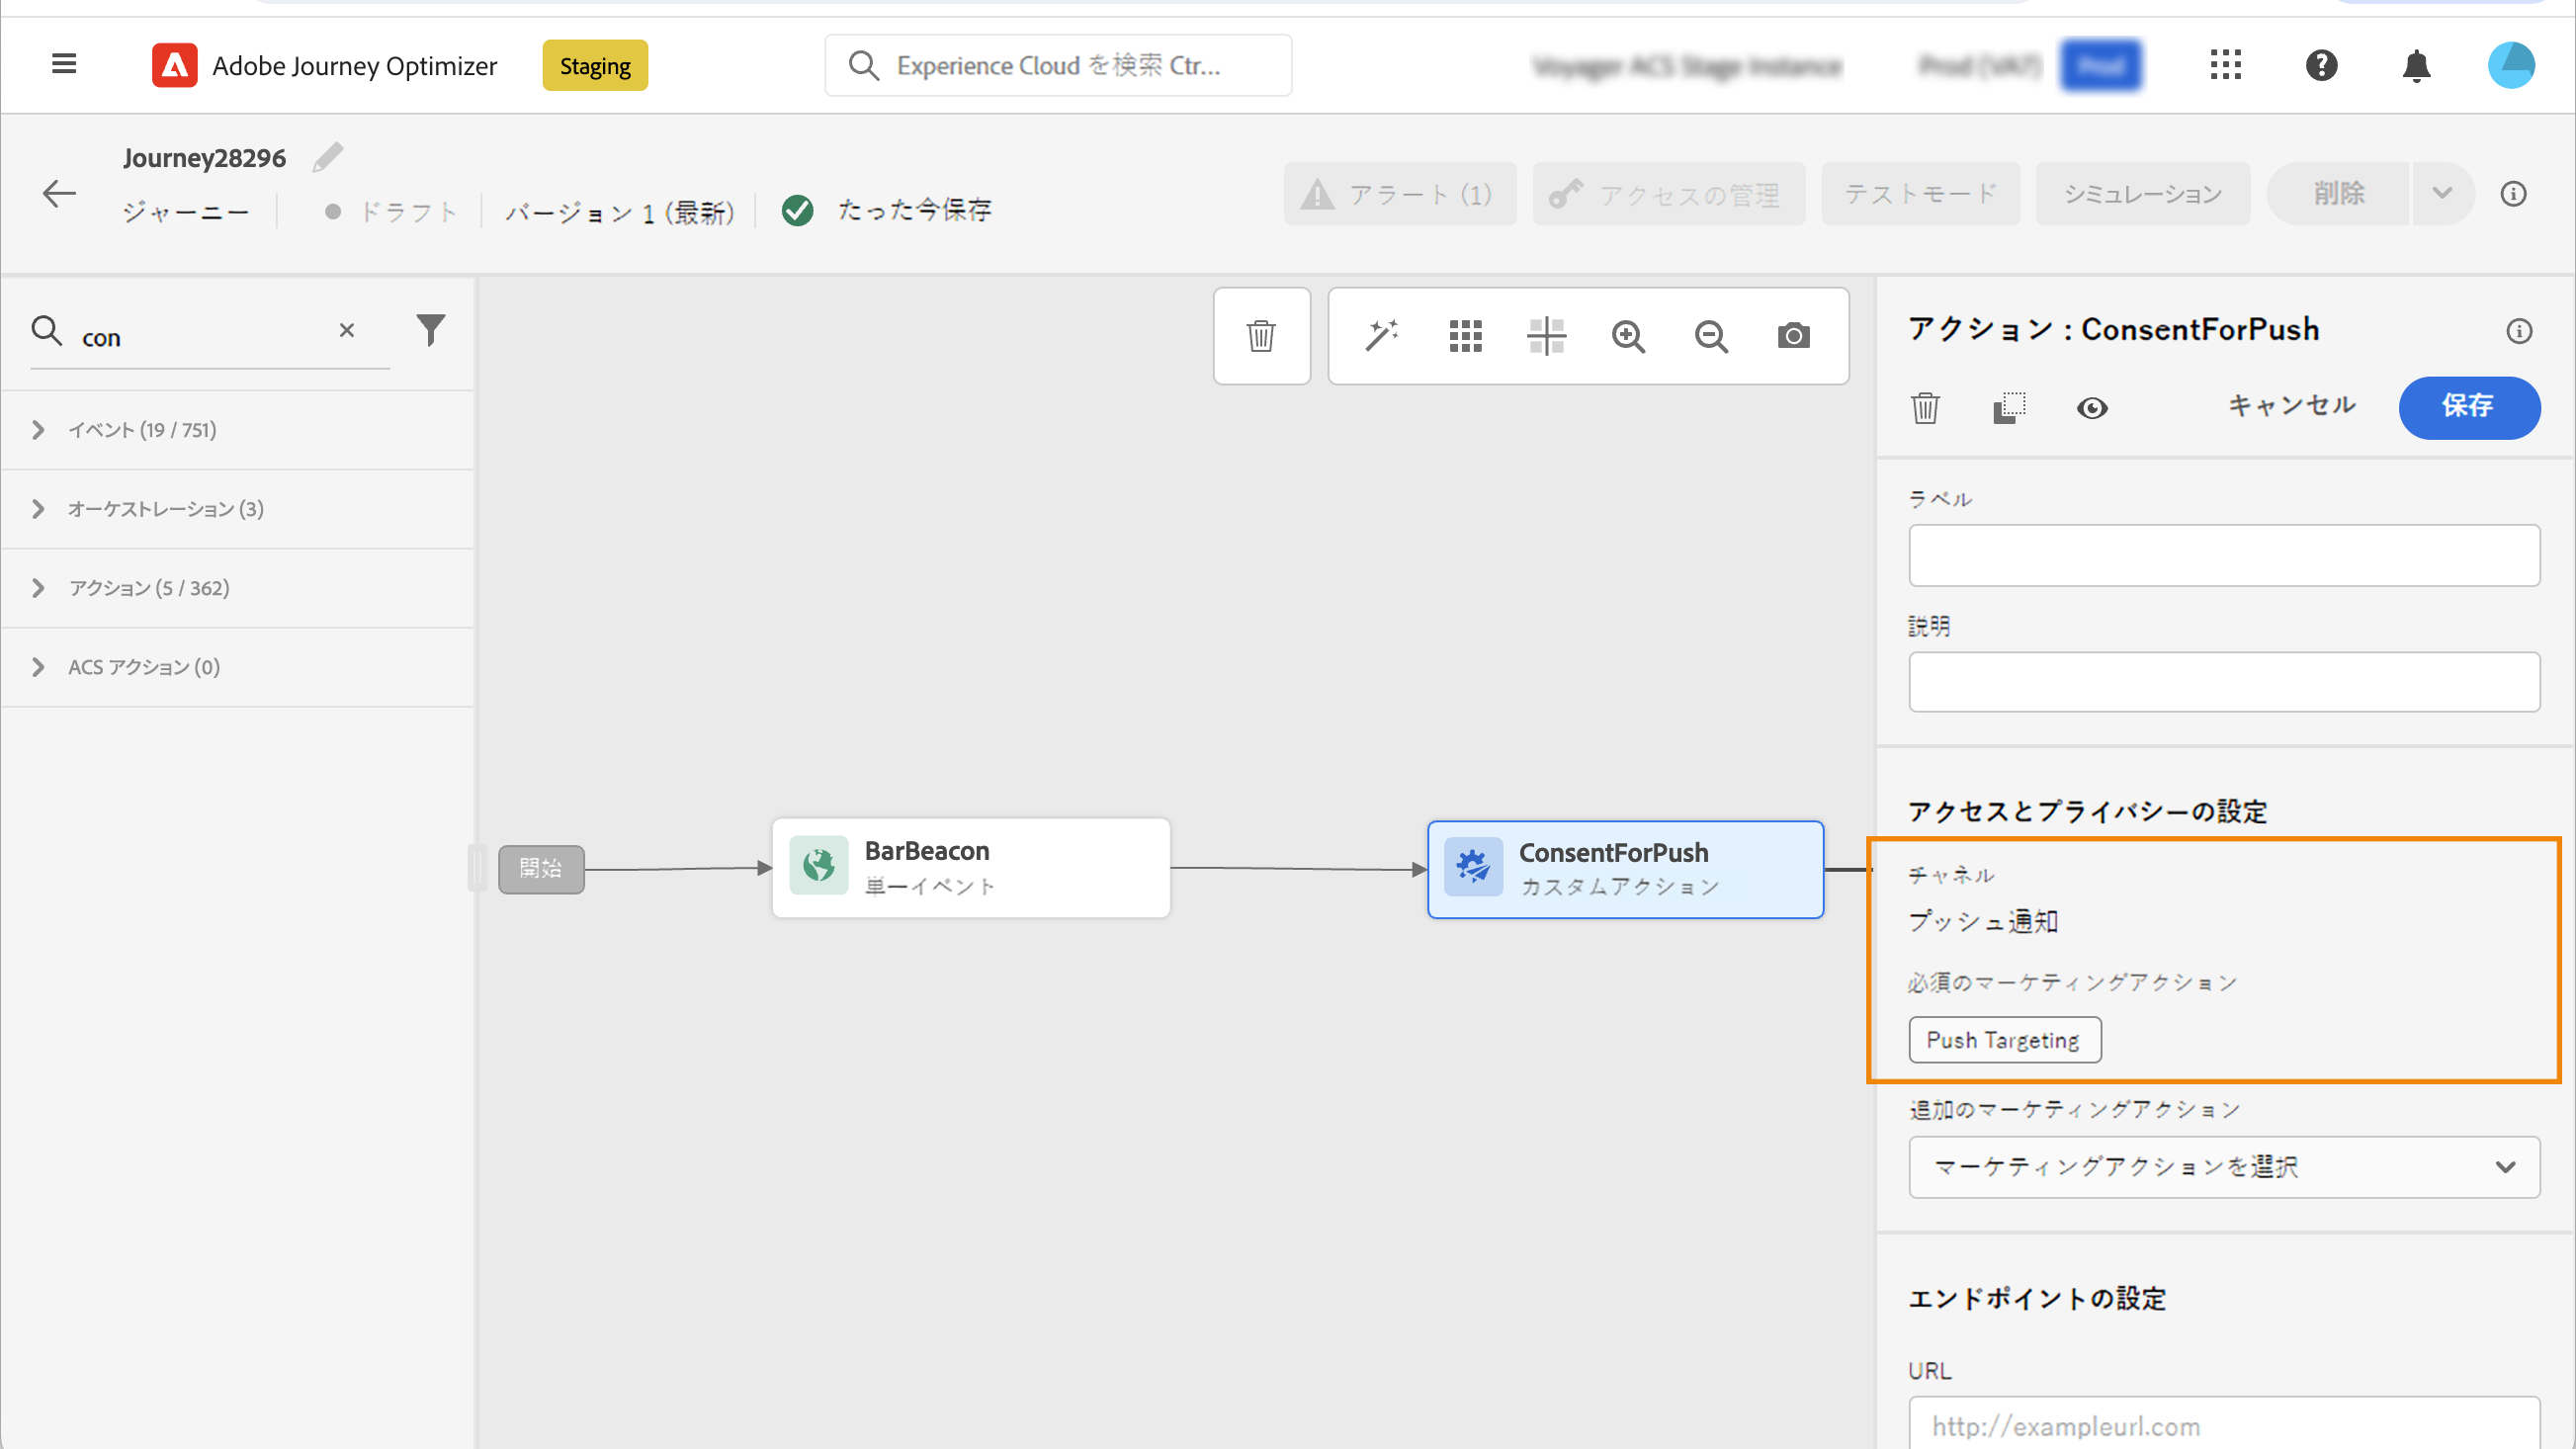 Adobe Journey Optimizer
Staging
Experience Cloud を検索 Ctr...
Voyager ACS Stage Instance
Prod (VA7)
Prod
Journey28296
ジャーニー
ドラフト
バージョン 1 (最新)
たった今保存
アラート (1)
アクセスの管理
テストモード
シミュレーション
削除
con
イベント (19 / 751)
オーケストレーション (3)
アクション (5 / 362)
ACS アクション (0)
開始
BarBeacon
単一イベント
ConsentForPush
カスタムアクション
アクション : ConsentForPush
キャンセル
保存
ラベル
説明
アクセスとプライバシーの設定
チャネル
プッシュ通知
必須のマーケティングアクション
Push Targeting
追加のマーケティングアクション
マーケティングアクションを選択
エンドポイントの設定
URL
http://exampleurl.com